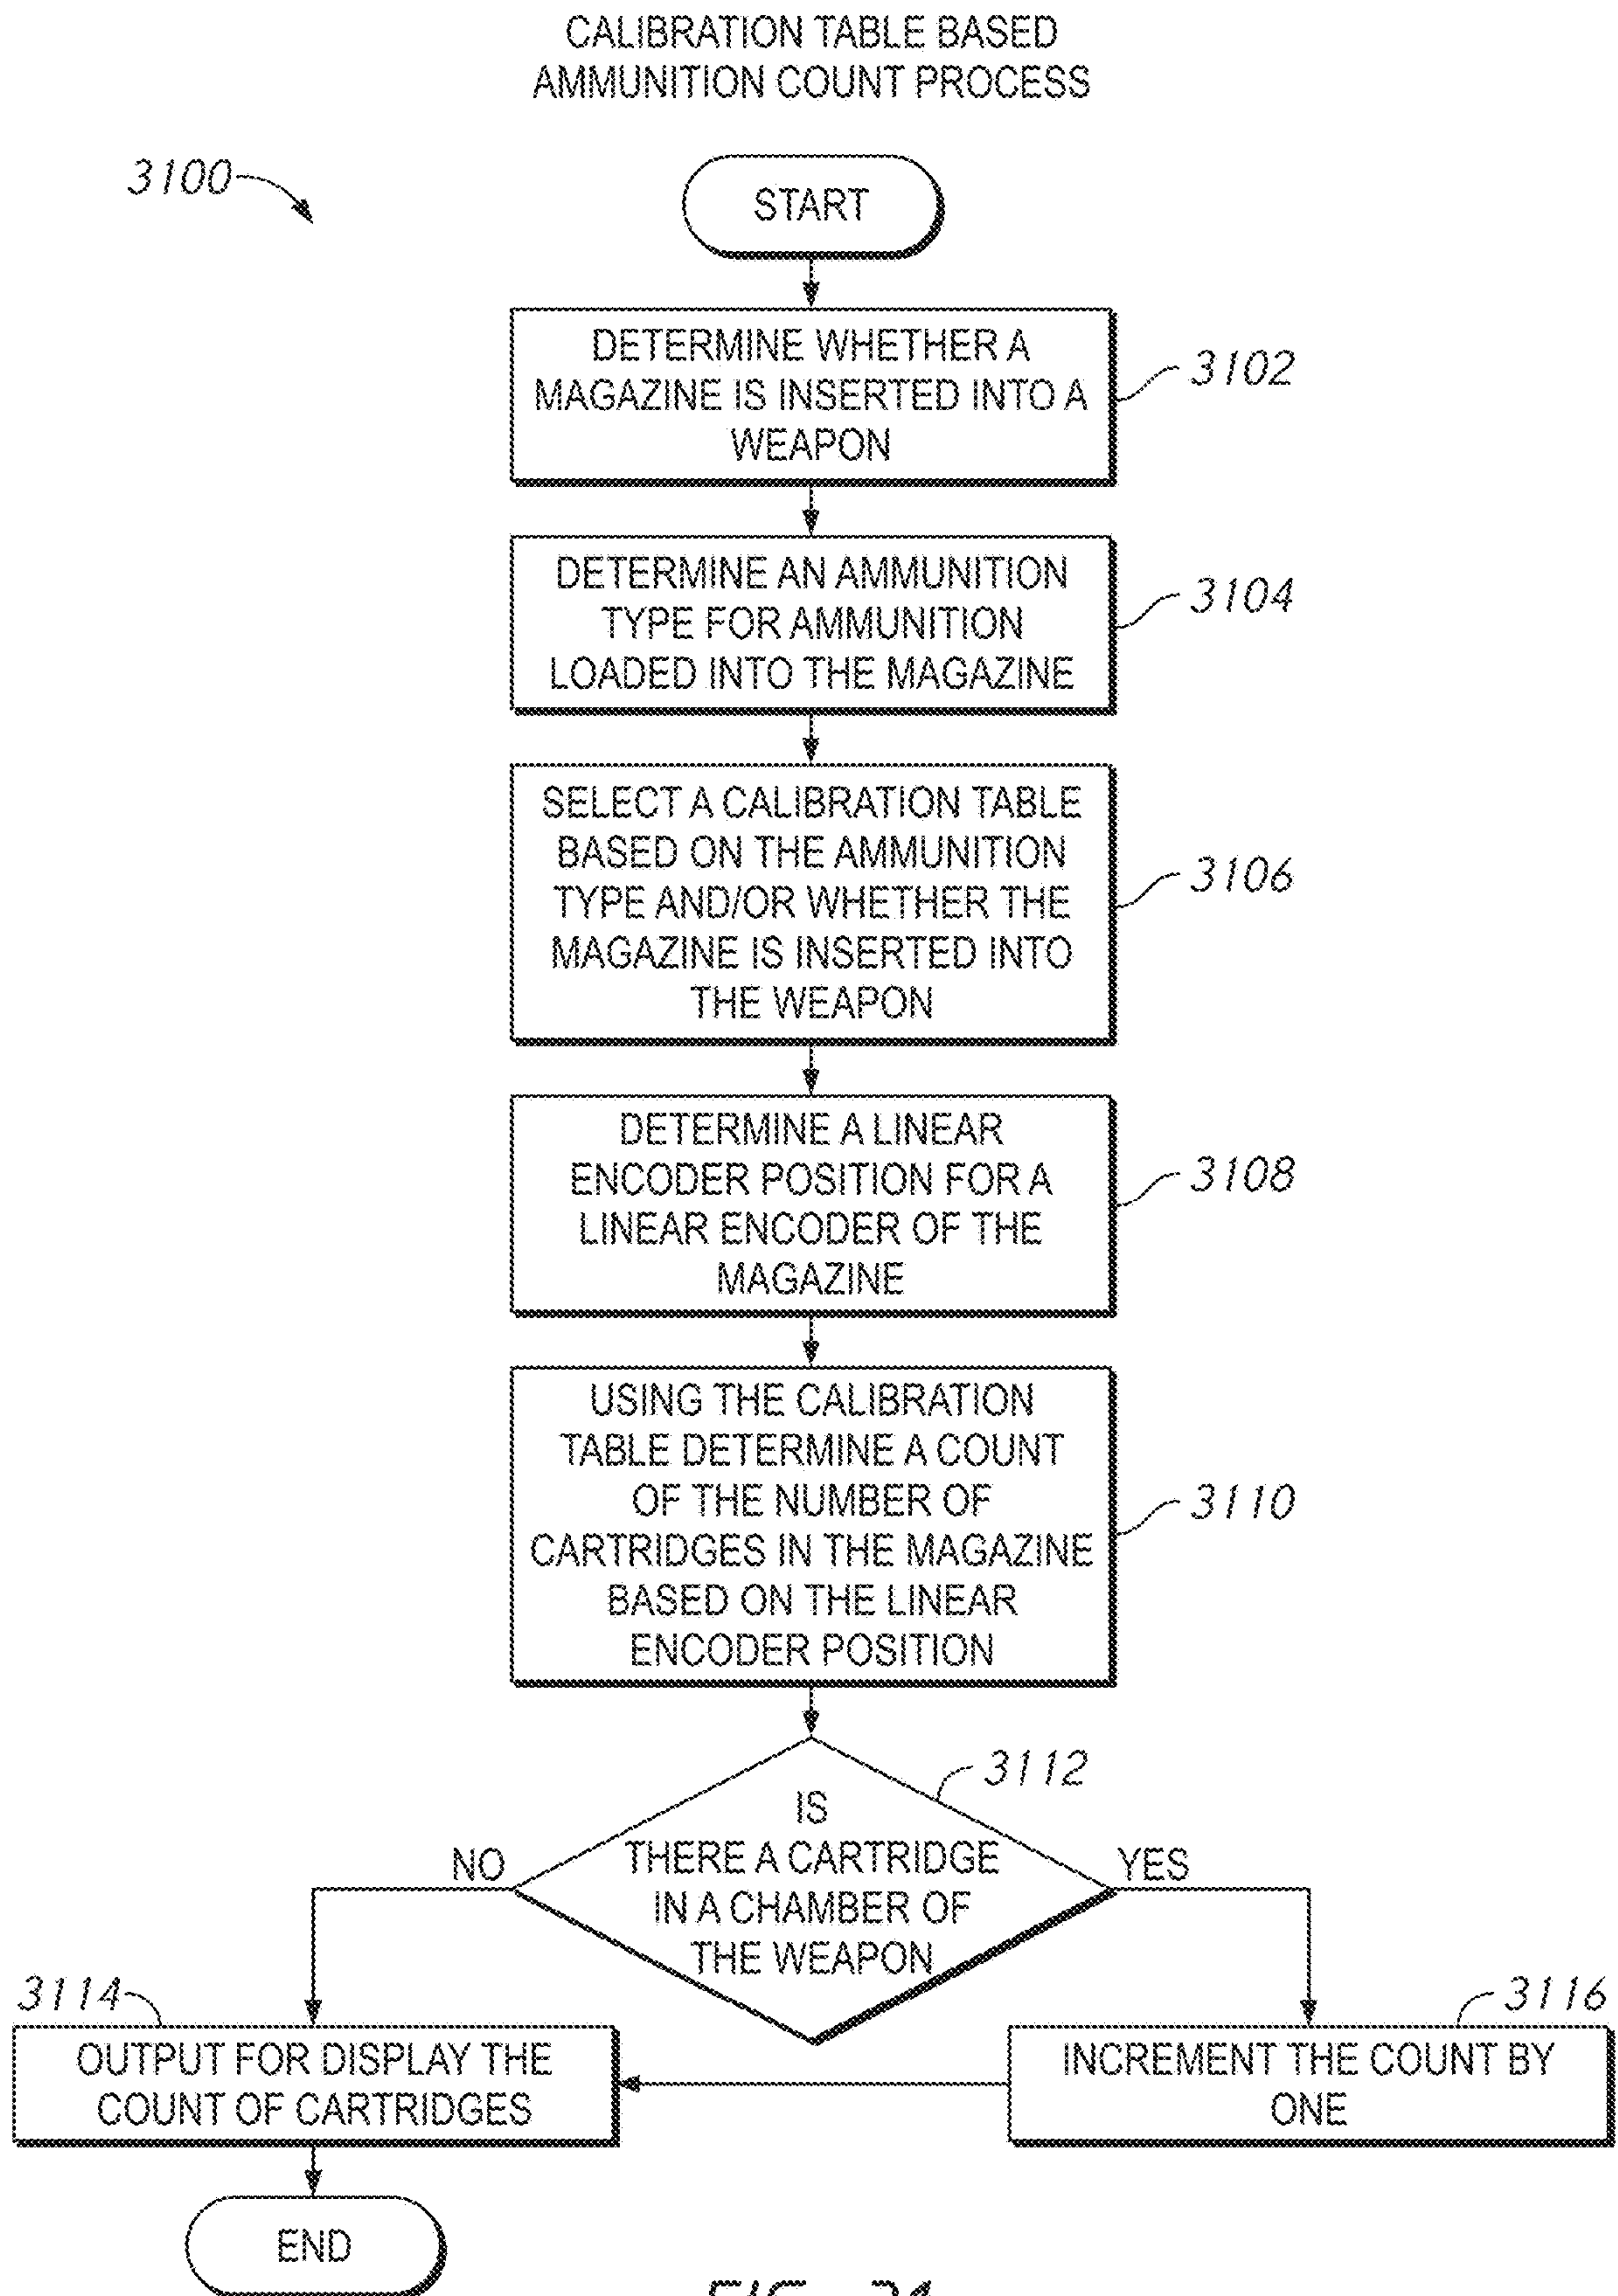 CALIBRATION TABLE BASED
AMMUNITION COUNT PROCESS
3100
START
DETERMINE WHETHER A
MAGAZINE IS INSERTED INTO A
WEAPON
3102
DETERMINE AN AMMUNITION
TYPE FOR AMMUNITION
LOADED INTO THE MAGAZINE
3104
SELECT A CALIBRATION TABLE
BASED ON THE AMMUNITION
TYPE AND/OR WHETHER THE
MAGAZINE IS INSERTED INTO
THE WEAPON
3106
DETERMINE A LINEAR
ENCODER POSITION FOR A
LINEAR ENCODER OF THE
MAGAZINE
3108
USING THE CALIBRATION
TABLE DETERMINE A COUNT
OF THE NUMBER OF
CARTRIDGES IN THE MAGAZINE
BASED ON THE LINEAR
ENCODER POSITION
3110
3112
IS
THERE A CARTRIDGE
IN A CHAMBER OF
THE WEAPON
NO
YES
3114
OUTPUT FOR DISPLAY THE
COUNT OF CARTRIDGES
3116
INCREMENT THE COUNT BY
ONE
END